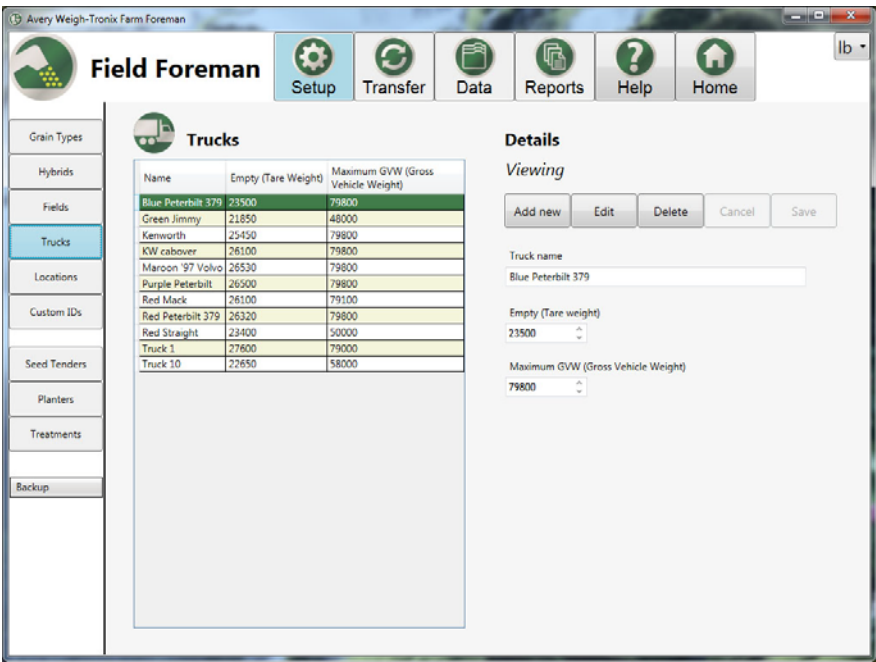 Avery Weigh-Tronix Farm Foreman
Field Foreman
Setup
Transfer
Data
Reports
Help
Home
lb
Grain Types
Hybrids
Fields
Trucks
Locations
Custom IDs
Seed Tenders
Planters
Treatments
Backup
Trucks
Name Empty (Tare Weight) Maximum GVW (Gross
Vehicle Weight)
Blue Peterbilt 379 23500 79800
Green Jimmy 21850 48000
Kenworth 25450 79800
KW cabover 26100 79800
Maroon '97 Volvo 26530 79800
Purple Peterbilt 26500 79800
Red Mack 26100 79100
Red Peterbilt 379 26320 79800
Red Straight 23400 50000
Truck 1 27600 79000
Truck 10 22650 58000
Details
Viewing
Add new Edit Delete Cancel Save
Truck name
Blue Peterbilt 379
Empty (Tare weight)
23500
Maximum GVW (Gross Vehicle Weight)
79800